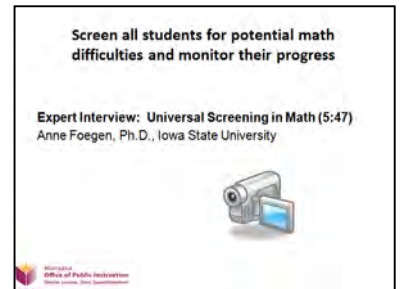 Screen all students for potential math
difficulties and monitor their progress
Expert Interview: Universal Screening in Math (5:47)
Anne Foegen, Ph.D., Iowa State University
Office of Public Instruction